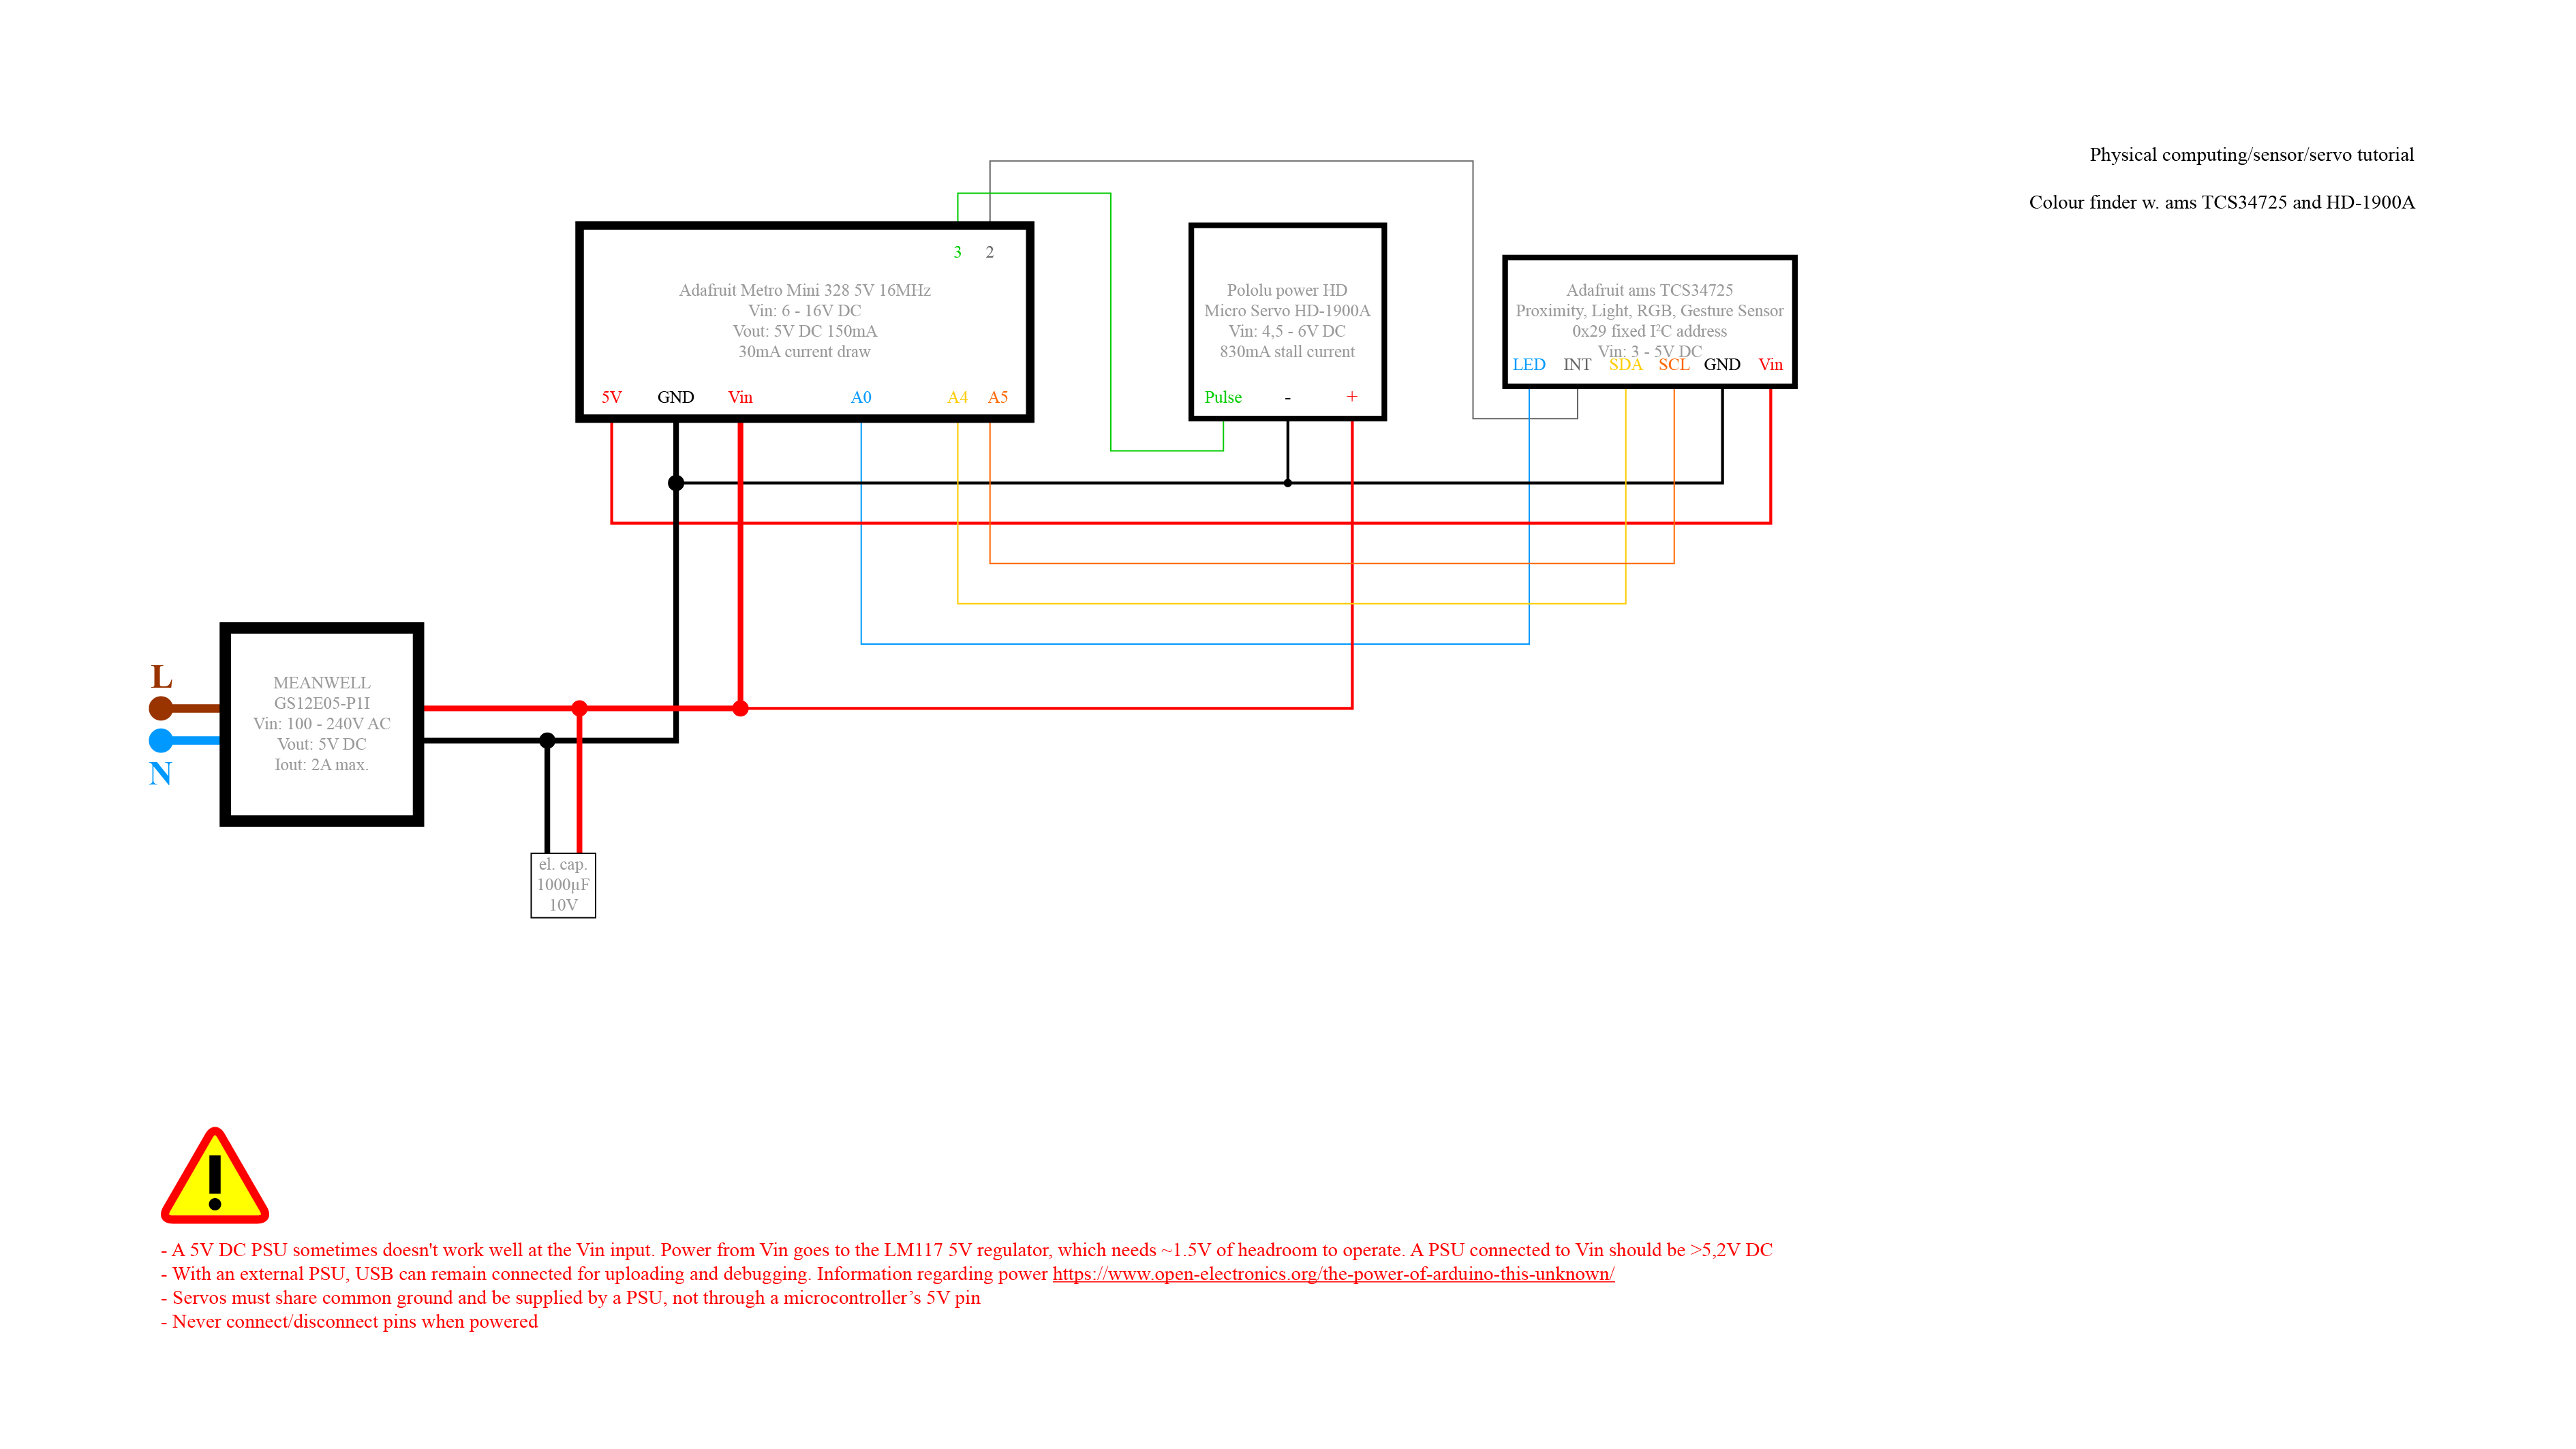 Physical computing/sensor/servo tutorial
Colour finder w. ams TCS34725 and HD-1900A
3 2
Adafruit Metro Mini 328 5V 16MHz
Vin: 6 - 16V DC
Vout: 5V DC 150mA
30mA current draw
5V GND Vin A0 A4 A5
Pololu power HD
Micro Servo HD-1900A
Vin: 4,5 - 6V DC
830mA stall current
Pulse - +
Adafruit ams TCS34725
Proximity, Light, RGB, Gesture Sensor
0x29 fixed I²C address
Vin: 3 - 5V DC
LED INT SDA SCL GND Vin
L
N
MEANWELL
GS12E05-P1I
Vin: 100 - 240V AC
Vout: 5V DC
Iout: 2A max.
el. cap.
1000µF
10V
- A 5V DC PSU sometimes doesn't work well at the Vin input. Power from Vin goes to the LM117 5V regulator, which needs ~1.5V of headroom to operate. A PSU connected to Vin should be >5,2V DC
- With an external PSU, USB can remain connected for uploading and debugging. Information regarding power https://www.open-electronics.org/the-power-of-arduino-this-unknown/
- Servos must share common ground and be supplied by a PSU, not through a microcontroller’s 5V pin
- Never connect/disconnect pins when powered